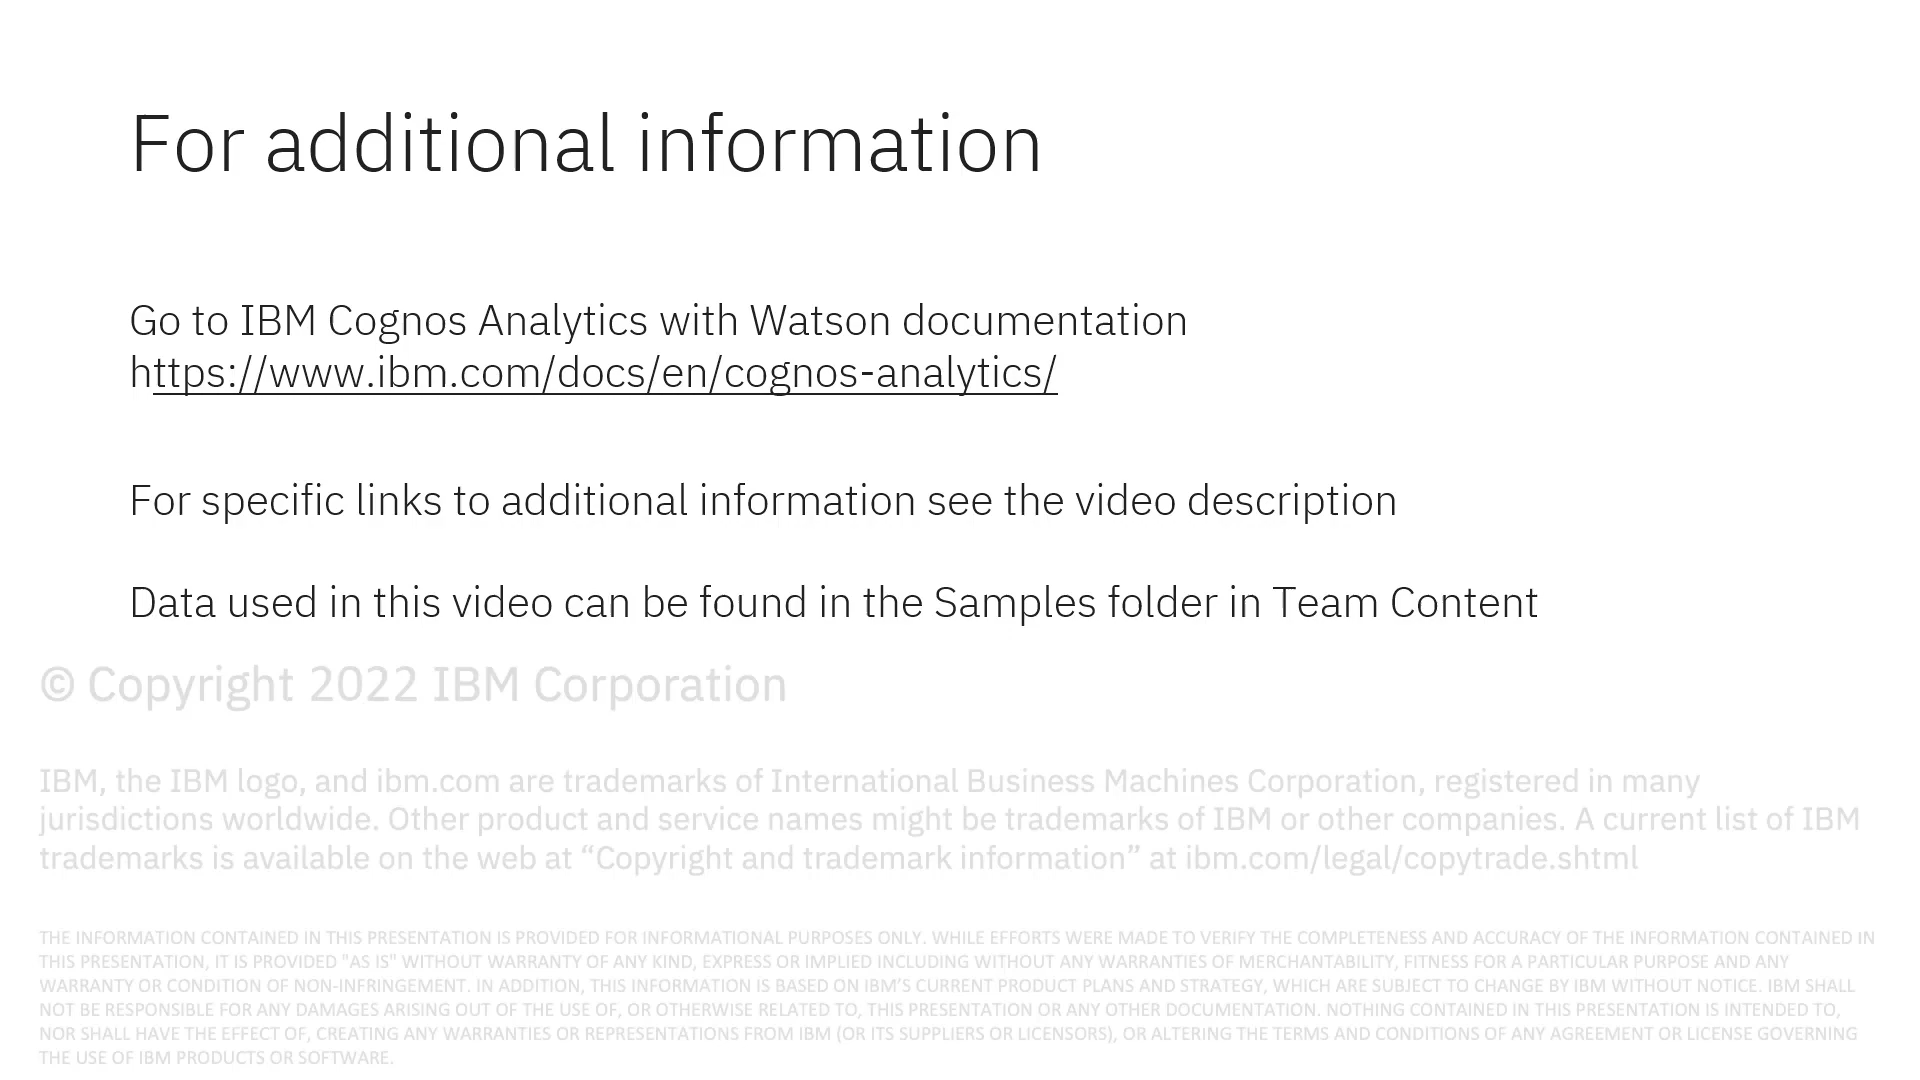 For additional information
Go to IBM Cognos Analytics with Watson documentation
https://www.ibm.com/docs/en/cognos-analytics/
For specific links to additional information see the video description
Data used in this video can be found in the Samples folder in Team Content
© Copyright 2022 IBM Corporation
IBM, the IBM logo, and ibm.com are trademarks of International Business Machines Corporation, registered in many
jurisdictions worldwide. Other product and service names might be trademarks of IBM or other companies. A current list of IBM
trademarks is available on the web at “Copyright and trademark information” at ibm.com/legal/copytrade.shtml
THE INFORMATION CONTAINED IN THIS PRESENTATION IS PROVIDED FOR INFORMATIONAL PURPOSES ONLY. WHILE EFFORTS WERE MADE TO VERIFY THE COMPLETENESS AND ACCURACY OF THE INFORMATION CONTAINED IN
THIS PRESENTATION, IT IS PROVIDED "AS IS" WITHOUT WARRANTY OF ANY KIND, EXPRESS OR IMPLIED INCLUDING WITHOUT ANY WARRANTIES OF MERCHANTABILITY, FITNESS FOR A PARTICULAR PURPOSE AND ANY
WARRANTY OR CONDITION OF NON-INFRINGEMENT. IN ADDITION, THIS INFORMATION IS BASED ON IBM’S CURRENT PRODUCT PLANS AND STRATEGY, WHICH ARE SUBJECT TO CHANGE BY IBM WITHOUT NOTICE. IBM SHALL
NOT BE RESPONSIBLE FOR ANY DAMAGES ARISING OUT OF THE USE OF, OR OTHERWISE RELATED TO, THIS PRESENTATION OR ANY OTHER DOCUMENTATION. NOTHING CONTAINED IN THIS PRESENTATION IS INTENDED TO,
NOR SHALL HAVE THE EFFECT OF, CREATING ANY WARRANTIES OR REPRESENTATIONS FROM IBM (OR ITS SUPPLIERS OR LICENSORS), OR ALTERING THE TERMS AND CONDITIONS OF ANY AGREEMENT OR LICENSE GOVERNING
THE USE OF IBM PRODUCTS OR SOFTWARE.